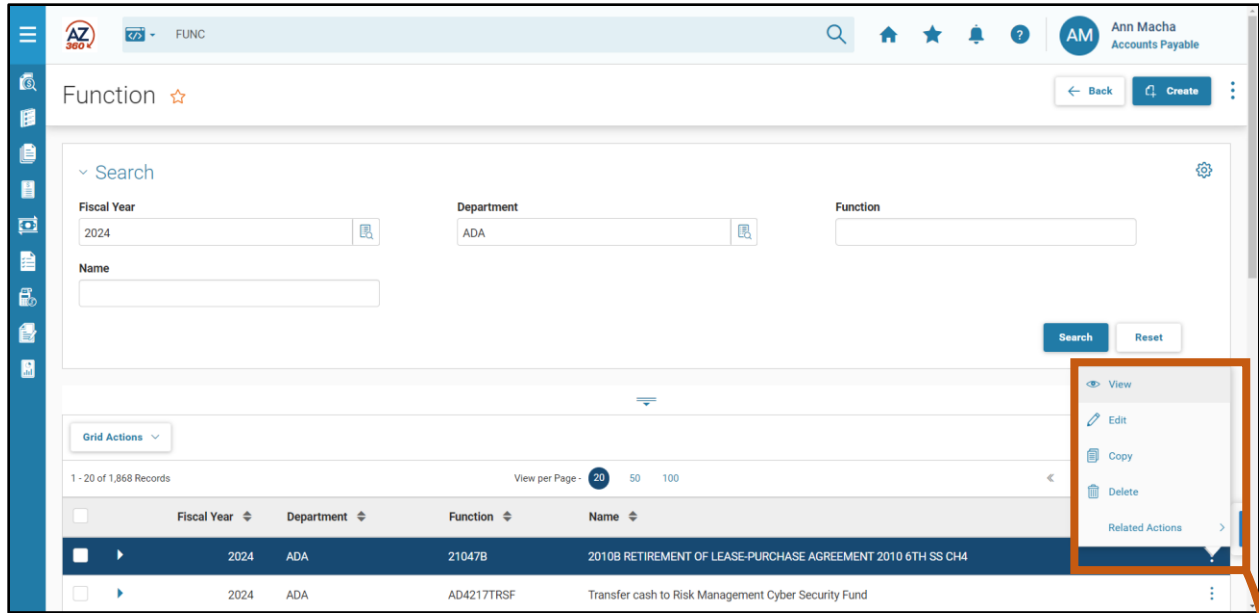 AZ
360
FUNC
?
AM
Ann Macha
Accounts Payable
Function
Back
Create
Search
Fiscal Year
Department
Function
2024
ADA
Name
Search
Reset
View
Edit
Copy
Delete
Related Actions
Grid Actions
1 - 20 of 1,868 Records
View per Page - 20 50 100
Fiscal Year Department Function Name
2024 ADA 21047B 2010B RETIREMENT OF LEASE-PURCHASE AGREEMENT 2010 6TH SS CH4
2024 ADA AD4217TRSF Transfer cash to Risk Management Cyber Security Fund